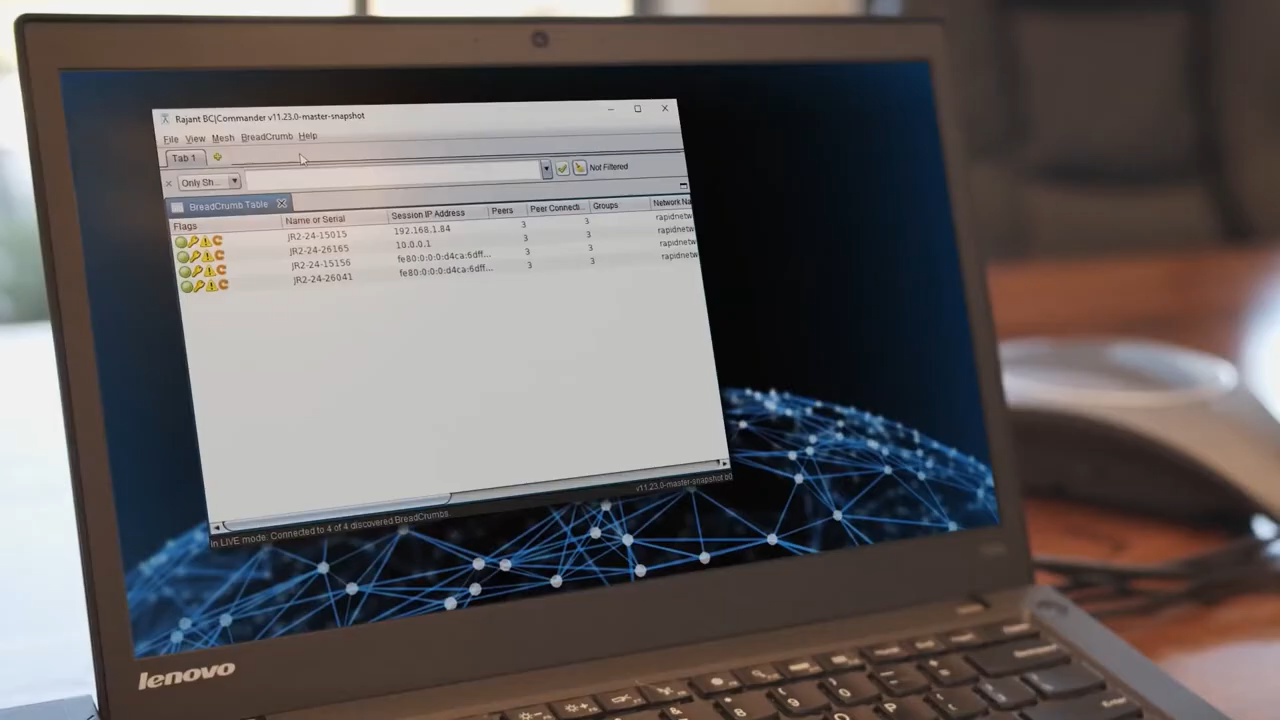 Rajant BC|Commander v11.23.0-master-snapshot
File View Mesh BreadCrumb Help
Tab 1
Only Sh... Not Filtered
BreadCrumb Table
Flags Name or Serial Session IP Address Peers Peer Connecti... Groups Network Na
JR2-24-15015 192.168.1.84 3 3 rapidnetw
JR2-24-26165 10.0.0.1 3 3 rapidnetw
JR2-24-15156 fe80:0:0:0:d4ca:6dff... 3 3 rapidnetw
JR2-24-26041 fe80:0:0:0:d4ca:6dff... 3 3 rapidnetw
v11.23.0-master-snapshot b0
In LIVE mode: Connected to 4 of 4 discovered BreadCrumbs.
lenovo